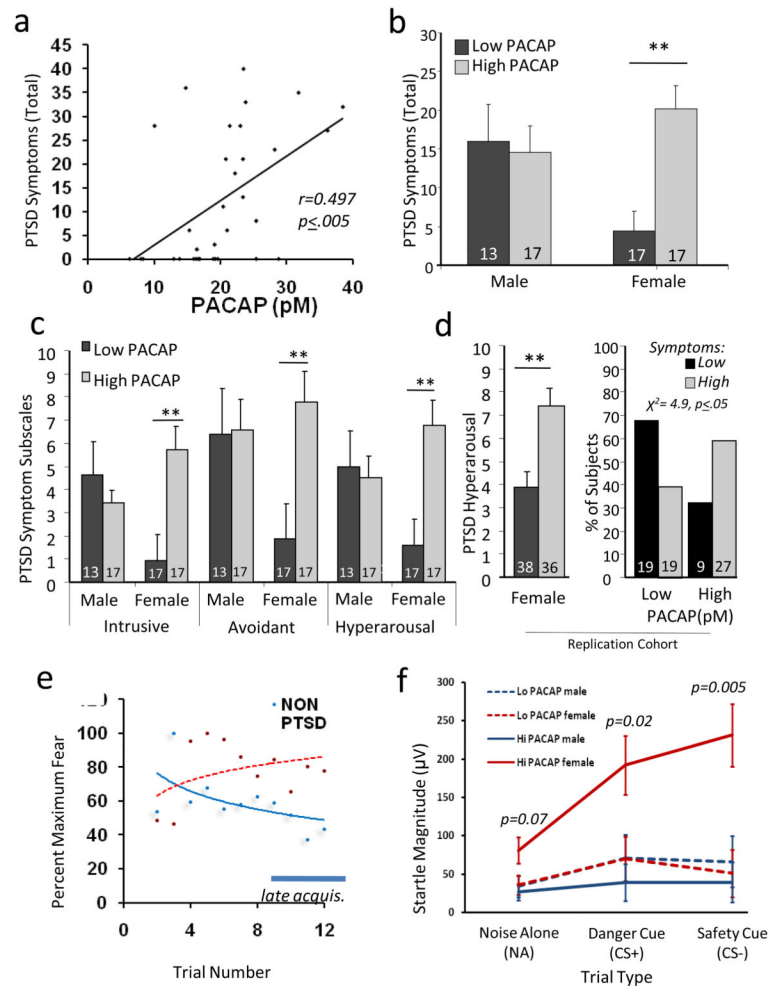 a
PTSD Symptoms (Total)
45
40
35
30
25
20
15
10
5
0
r=0.497
p≤.005
0 10 20 30 40
PACAP (pM)
b
PTSD Symptoms (Total)
30
25
20
15
10
5
0
Low PACAP
High PACAP
**
13 17 17 17
Male Female
c
PTSD Symptom Subscales
10
9
8
7
6
5
4
3
2
1
0
Low PACAP
High PACAP
** ** **
13 17 17 17 13 17 17 17 13 17 17 17
Male Female Male Female Male Female
Intrusive Avoidant Hyperarousal
d
PTSD Hyperarousal
10
9
8
7
6
5
4
3
2
1
0
**
38 36
Female
% of Subjects
100
90
80
70
60
50
40
30
20
10
0
Symptoms:
Low
High
χ²= 4.9, p≤.05
19 19 9 27
Low High
PACAP(pM)
Replication Cohort
e
Percent Maximum Fear
100
80
60
40
20
0
NON
PTSD
late acquis.
0 4 8 12
Trial Number
f
Startle Magnitude (µV)
300
250
200
150
100
50
0
Lo PACAP male
Lo PACAP female
Hi PACAP male
Hi PACAP female
p=0.07
p=0.02
p=0.005
Noise Alone Danger Cue Safety Cue
(NA) (CS+) (CS-)
Trial Type